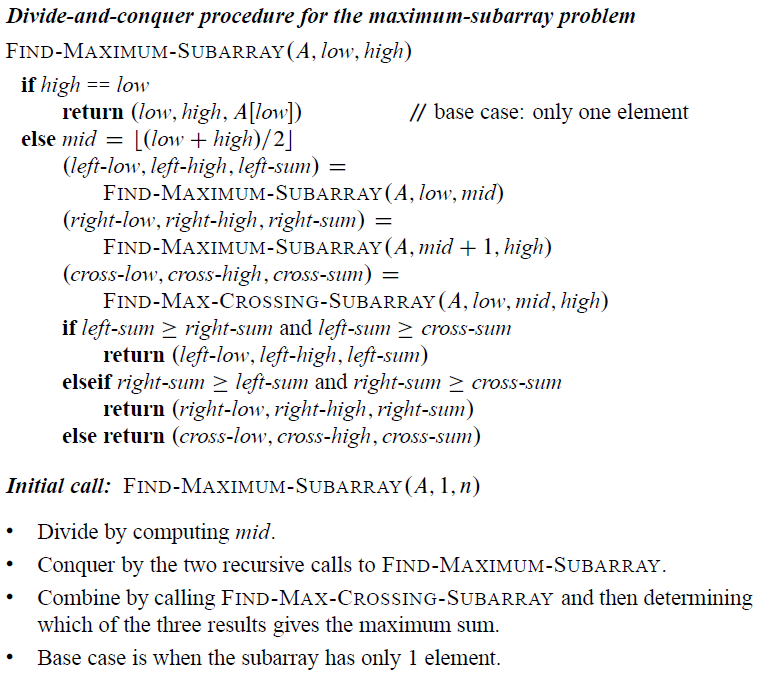 Divide-and-conquer procedure for the maximum-subarray problem
FIND-MAXIMUM-SUBARRAY(A, low, high)
if high == low
return (low, high, A[low]) // base case: only one element
else mid = ⌊(low + high)/2⌋
(left-low, left-high, left-sum) =
FIND-MAXIMUM-SUBARRAY(A, low, mid)
(right-low, right-high, right-sum) =
FIND-MAXIMUM-SUBARRAY(A, mid + 1, high)
(cross-low, cross-high, cross-sum) =
FIND-MAX-CROSSING-SUBARRAY(A, low, mid, high)
if left-sum ≥ right-sum and left-sum ≥ cross-sum
return (left-low, left-high, left-sum)
elseif right-sum ≥ left-sum and right-sum ≥ cross-sum
return (right-low, right-high, right-sum)
else return (cross-low, cross-high, cross-sum)
Initial call: FIND-MAXIMUM-SUBARRAY(A, 1, n)
• Divide by computing mid.
• Conquer by the two recursive calls to FIND-MAXIMUM-SUBARRAY.
• Combine by calling FIND-MAX-CROSSING-SUBARRAY and then determining
which of the three results gives the maximum sum.
• Base case is when the subarray has only 1 element.